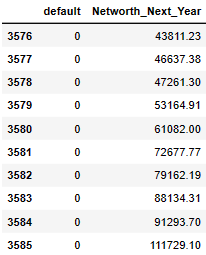 default Networth_Next_Year
3576 0 43811.23
3577 0 46637.38
3578 0 47261.30
3579 0 53164.91
3580 0 61082.00
3581 0 72677.77
3582 0 79162.19
3583 0 88134.31
3584 0 91293.70
3585 0 111729.10